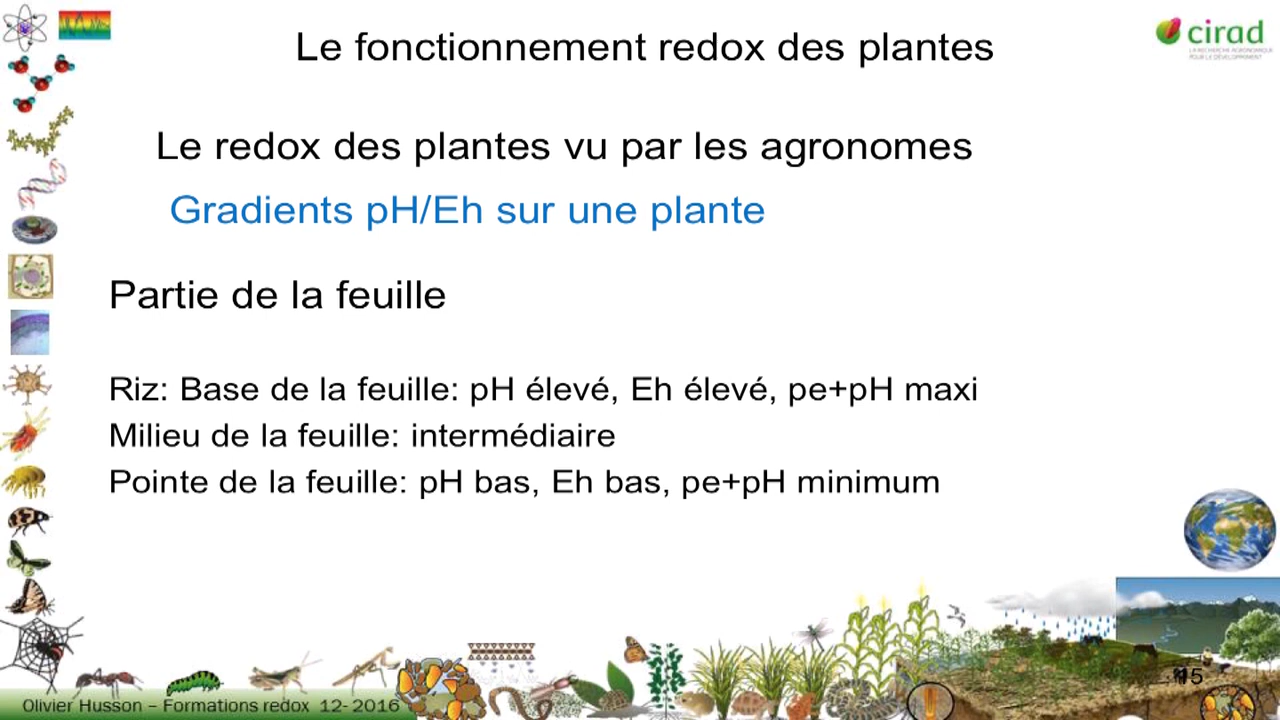 Le fonctionnement redox des plantes
cirad
LA RECHERCHE AGRONOMIQUE
POUR LE DÉVELOPPEMENT
Le redox des plantes vu par les agronomes
Gradients pH/Eh sur une plante
Partie de la feuille
Riz: Base de la feuille: pH élevé, Eh élevé, pe+pH maxi
Milieu de la feuille: intermédiaire
Pointe de la feuille: pH bas, Eh bas, pe+pH minimum
Olivier Husson – Formations redox 12- 2016